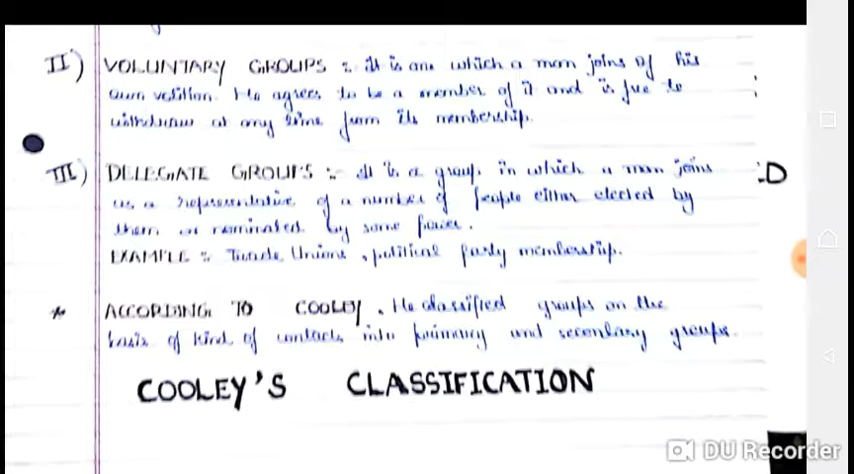 II) VOLUNTARY GROUPS :- It is one which a man joins of his
own volition. He agrees to be a member of it and is free to
withdraw at any time from its membership.
III) DELEGATE GROUPS :- It is a group in which a man joins
as a representative of a number of people either elected by
them or nominated by some power.
EXAMPLE :- Trade Unions, political party membership.
* ACCORDING TO COOLEY, He classified groups on the
basis of kind of contacts into primary and secondary groups.
COOLEY'S CLASSIFICATION
:D
DU Recorder